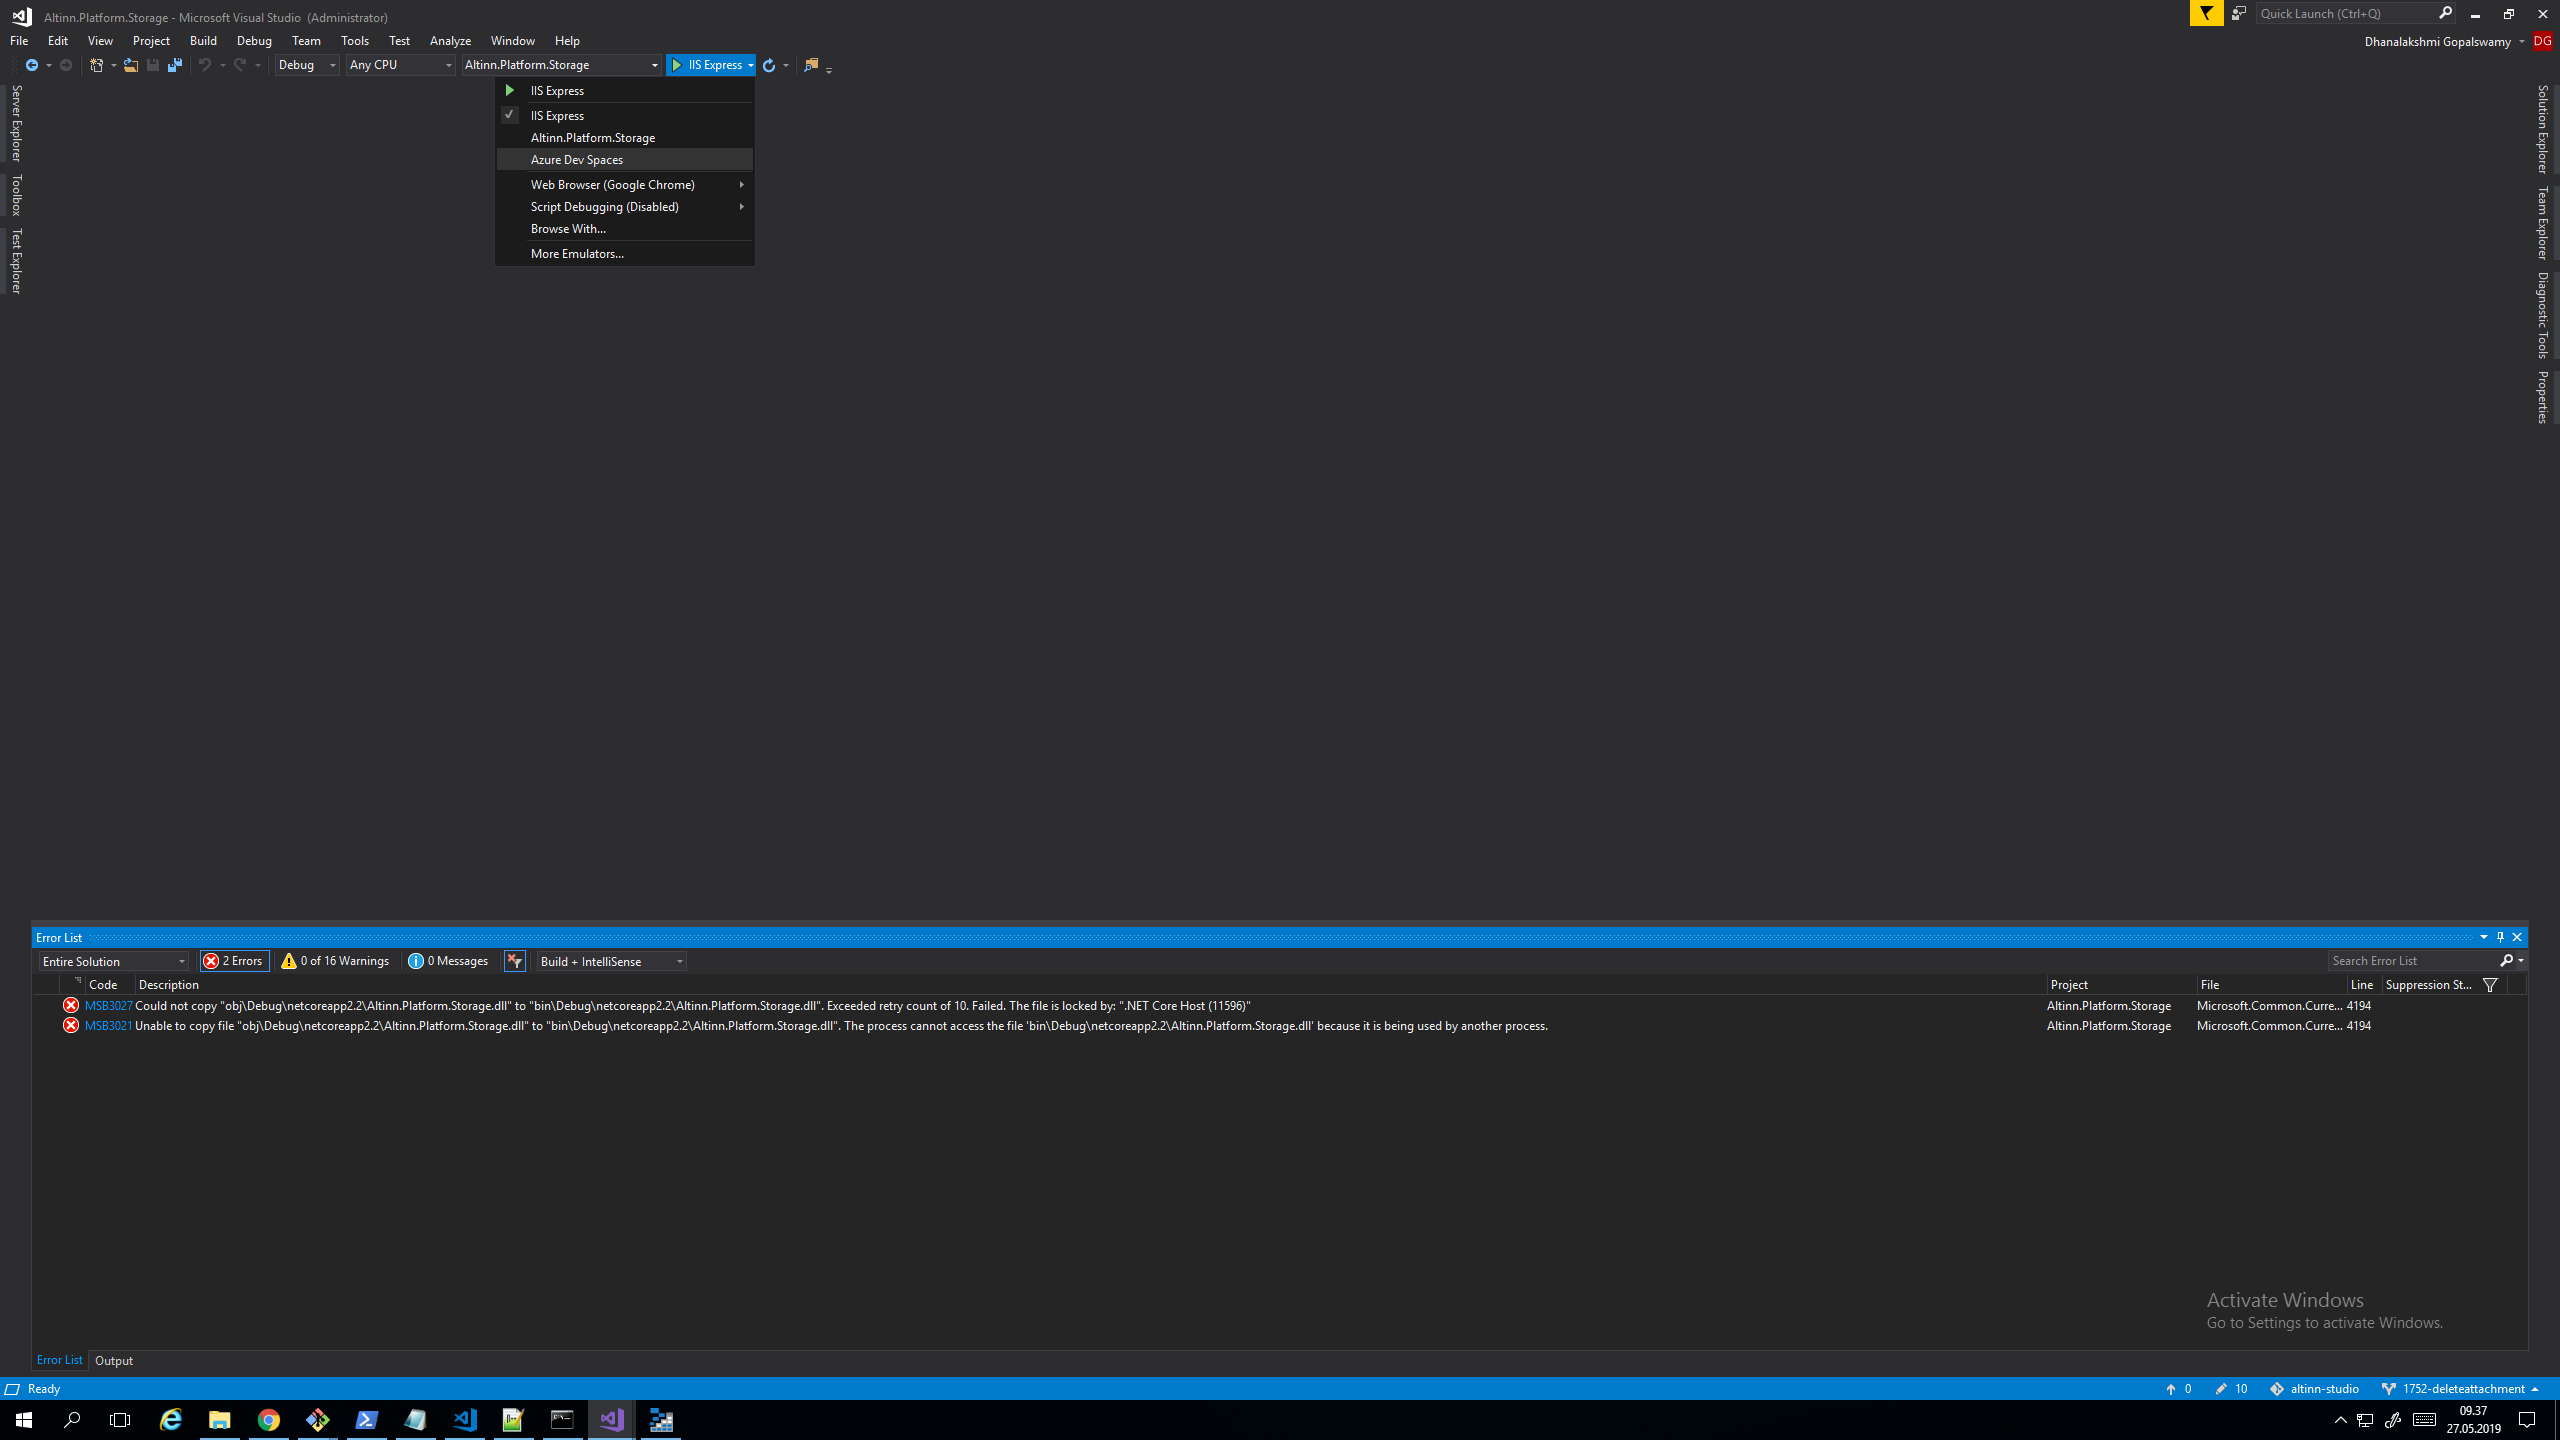 Altinn.Platform.Storage - Microsoft Visual Studio (Administrator)
Quick Launch (Ctrl+Q)
File Edit View Project Build Debug Team Tools Test Analyze Window Help
Dhanalakshmi Gopalswamy DG
Debug Any CPU Altinn.Platform.Storage IIS Express
IIS Express
IIS Express
Altinn.Platform.Storage
Azure Dev Spaces
Web Browser (Google Chrome)
Script Debugging (Disabled)
Browse With...
More Emulators...
Server Explorer
Toolbox
Test Explorer
Solution Explorer
Team Explorer
Diagnostic Tools
Properties
Error List
Entire Solution 2 Errors 0 of 16 Warnings 0 Messages Build + IntelliSense Search Error List
Code Description Project File Line Suppression St...
MSB3027 Could not copy "obj\Debug\netcoreapp2.2\Altinn.Platform.Storage.dll" to "bin\Debug\netcoreapp2.2\Altinn.Platform.Storage.dll". Exceeded retry count of 10. Failed. The file is locked by: ".NET Core Host (11596)" Altinn.Platform.Storage Microsoft.Common.Curre... 4194
MSB3021 Unable to copy file "obj\Debug\netcoreapp2.2\Altinn.Platform.Storage.dll" to "bin\Debug\netcoreapp2.2\Altinn.Platform.Storage.dll". The process cannot access the file 'bin\Debug\netcoreapp2.2\Altinn.Platform.Storage.dll' because it is being used by another process. Altinn.Platform.Storage Microsoft.Common.Curre... 4194
Activate Windows
Go to Settings to activate Windows.
Error List Output
Ready 0 10 altinn-studio 1752-deleteattachment
09.37
27.05.2019